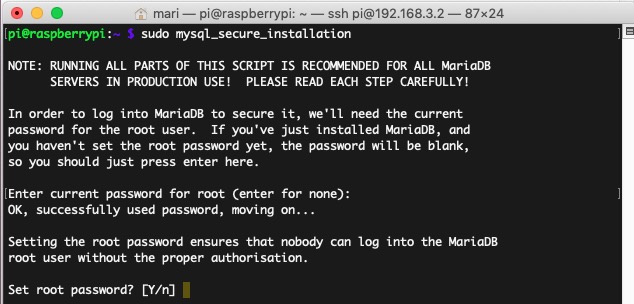 mari — pi@raspberrypi: ~ — ssh pi@192.168.3.2 — 87×24
[pi@raspberrypi:~ $ sudo mysql_secure_installation ]
NOTE: RUNNING ALL PARTS OF THIS SCRIPT IS RECOMMENDED FOR ALL MariaDB
SERVERS IN PRODUCTION USE!  PLEASE READ EACH STEP CAREFULLY!
In order to log into MariaDB to secure it, we'll need the current
password for the root user.  If you've just installed MariaDB, and
you haven't set the root password yet, the password will be blank,
so you should just press enter here.
[Enter current password for root (enter for none): ]
OK, successfully used password, moving on...
Setting the root password ensures that nobody can log into the MariaDB
root user without the proper authorisation.
Set root password? [Y/n]